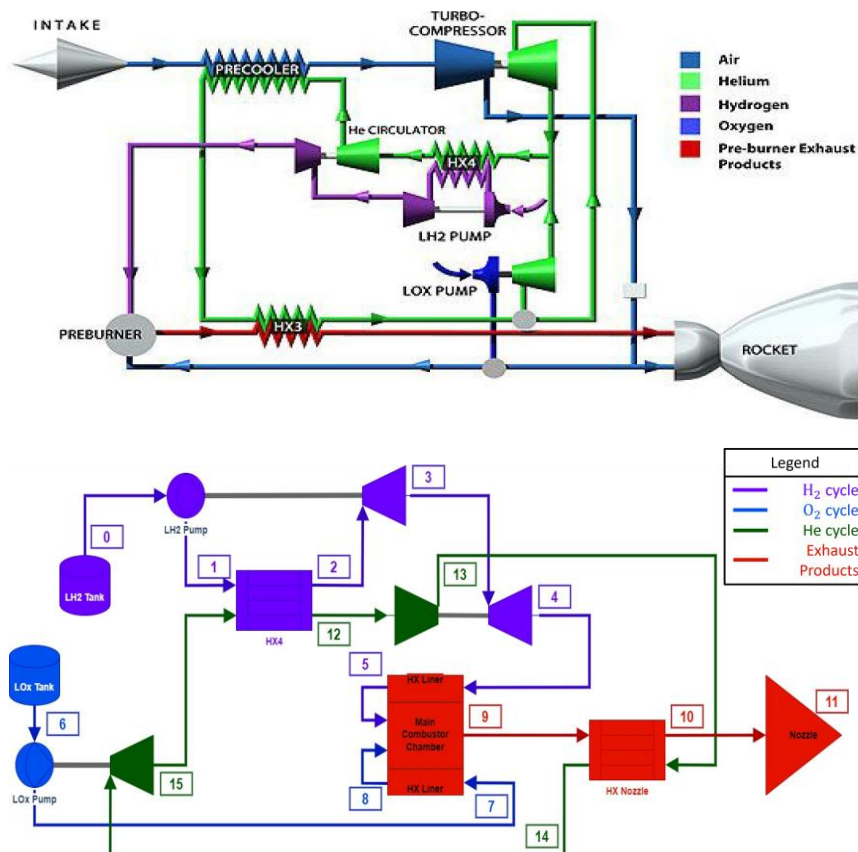 INTAKE
TURBO-
COMPRESSOR
PRECOOLER
Air
Helium
Hydrogen
Oxygen
Pre-burner Exhaust
Products
He CIRCULATOR
HX4
LH2 PUMP
LOX PUMP
PREBURNER
HX3
ROCKET
Legend
H₂ cycle
O₂ cycle
He cycle
Exhaust
Products
3
LH2 Pump
0
1
2
13
LH2 Tank
HX4
12
4
LOx Tank
5
HX Liner
6
9
10
11
Main
Combustor
Chamber
Nozzle
LOx Pump
15
8
HX Liner
7
HX Nozzle
14